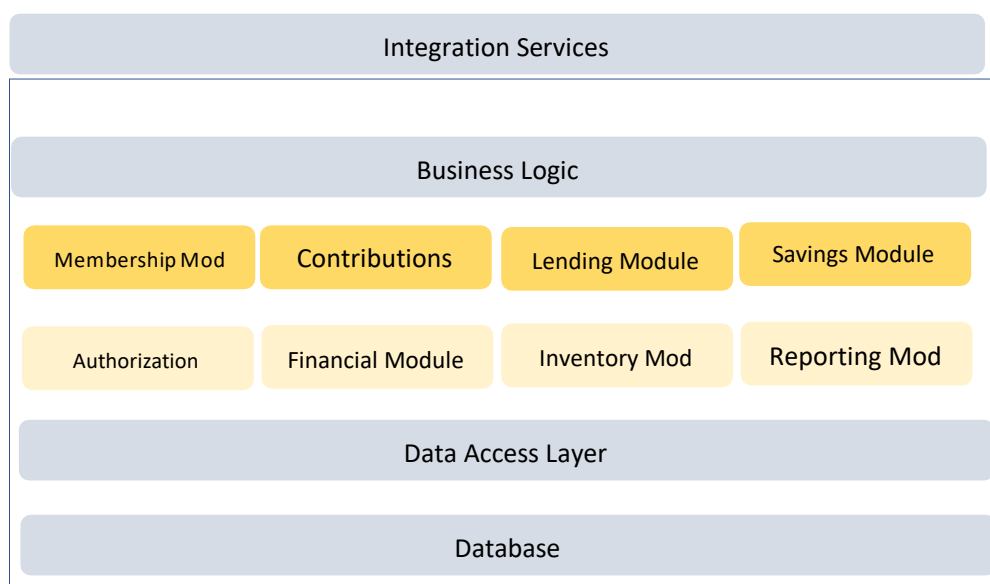 Integration Services
Business Logic
Membership Mod
Contributions
Lending Module
Savings Module
Authorization
Financial Module
Inventory Mod
Reporting Mod
Data Access Layer
Database